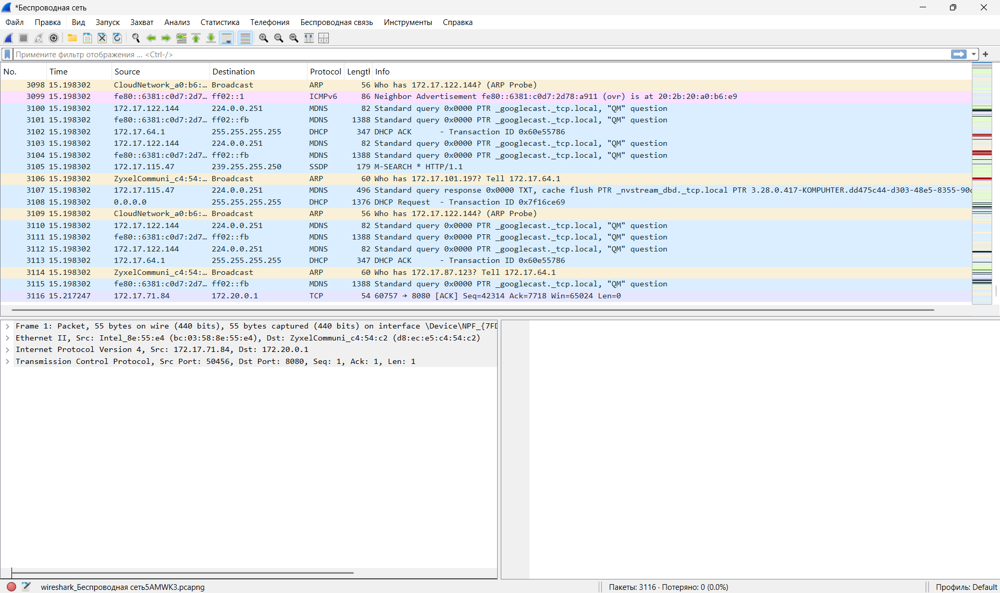 *Беспроводная сеть
Файл Правка Вид Запуск Захват Анализ Статистика Телефония Беспроводная связь Инструменты Справка
Примените фильтр отображения ... <Ctrl-/>
No. Time Source Destination Protocol Length Info
3098 15.198302 CloudNetwork_a0:b6:… Broadcast ARP 56 Who has 172.17.122.144? (ARP Probe)
3099 15.198302 fe80::6381:c0d7:2d7… ff02::1 ICMPv6 86 Neighbor Advertisement fe80::6381:c0d7:2d78:a911 (ovr) is at 20:2b:20:a0:b6:e9
3100 15.198302 172.17.122.144 224.0.0.251 MDNS 82 Standard query 0x0000 PTR _googlecast._tcp.local, "QM" question
3101 15.198302 fe80::6381:c0d7:2d7… ff02::fb MDNS 1388 Standard query 0x0000 PTR _googlecast._tcp.local, "QM" question
3102 15.198302 172.17.64.1 255.255.255.255 DHCP 347 DHCP ACK - Transaction ID 0x60e55786
3103 15.198302 172.17.122.144 224.0.0.251 MDNS 82 Standard query 0x0000 PTR _googlecast._tcp.local, "QM" question
3104 15.198302 fe80::6381:c0d7:2d7… ff02::fb MDNS 1388 Standard query 0x0000 PTR _googlecast._tcp.local, "QM" question
3105 15.198302 172.17.115.47 239.255.255.250 SSDP 179 M-SEARCH * HTTP/1.1
3106 15.198302 ZyxelCommuni_c4:54:… Broadcast ARP 60 Who has 172.17.101.197? Tell 172.17.64.1
3107 15.198302 172.17.115.47 224.0.0.251 MDNS 496 Standard query response 0x0000 TXT, cache flush PTR _nvstream_dbd._tcp.local PTR 3.28.0.417-KOMPUHTER.dd475c44-d303-48e5-8355-90
3108 15.198302 0.0.0.0 255.255.255.255 DHCP 1376 DHCP Request - Transaction ID 0x7f16ce69
3109 15.198302 CloudNetwork_a0:b6:… Broadcast ARP 56 Who has 172.17.122.144? (ARP Probe)
3110 15.198302 172.17.122.144 224.0.0.251 MDNS 82 Standard query 0x0000 PTR _googlecast._tcp.local, "QM" question
3111 15.198302 fe80::6381:c0d7:2d7… ff02::fb MDNS 1388 Standard query 0x0000 PTR _googlecast._tcp.local, "QM" question
3112 15.198302 172.17.122.144 224.0.0.251 MDNS 82 Standard query 0x0000 PTR _googlecast._tcp.local, "QM" question
3113 15.198302 172.17.64.1 255.255.255.255 DHCP 347 DHCP ACK - Transaction ID 0x60e55786
3114 15.198302 ZyxelCommuni_c4:54:… Broadcast ARP 60 Who has 172.17.87.123? Tell 172.17.64.1
3115 15.198302 fe80::6381:c0d7:2d7… ff02::fb MDNS 1388 Standard query 0x0000 PTR _googlecast._tcp.local, "QM" question
3116 15.217247 172.17.71.84 172.20.0.1 TCP 54 60757 → 8080 [ACK] Seq=42314 Ack=7718 Win=65024 Len=0
Frame 1: Packet, 55 bytes on wire (440 bits), 55 bytes captured (440 bits) on interface \Device\NPF_{7FD
Ethernet II, Src: Intel_8e:55:e4 (bc:03:58:8e:55:e4), Dst: ZyxelCommuni_c4:54:c2 (d8:ec:e5:c4:54:c2)
Internet Protocol Version 4, Src: 172.17.71.84, Dst: 172.20.0.1
Transmission Control Protocol, Src Port: 50456, Dst Port: 8080, Seq: 1, Ack: 1, Len: 1
wireshark_Беспроводная сеть5AMWK3.pcapng Пакеты: 3116 · Потеряно: 0 (0.0%) Профиль: Default